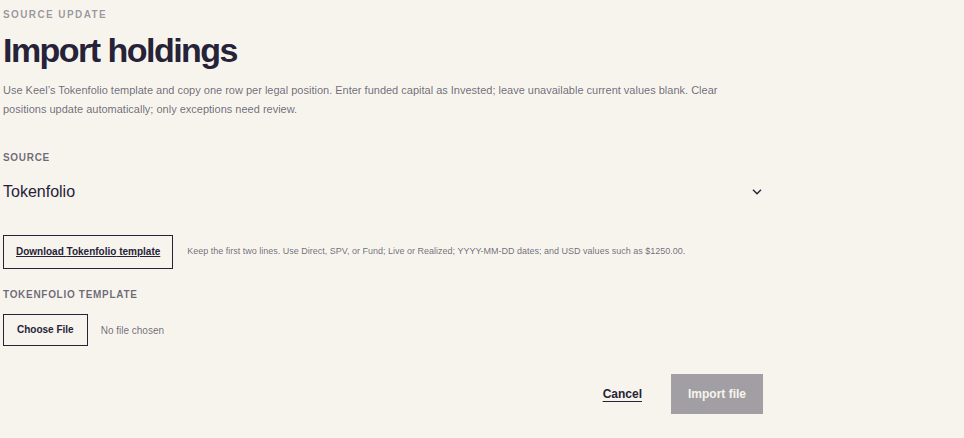 SOURCE UPDATE
Import holdings
Use Keel's Tokenfolio template and copy one row per legal position. Enter funded capital as Invested; leave unavailable current values blank. Clear
positions update automatically; only exceptions need review.
SOURCE
Tokenfolio
Download Tokenfolio template
Keep the first two lines. Use Direct, SPV, or Fund; Live or Realized; YYYY-MM-DD dates; and USD values such as $1250.00.
TOKENFOLIO TEMPLATE
Choose File
No file chosen
Cancel
Import file